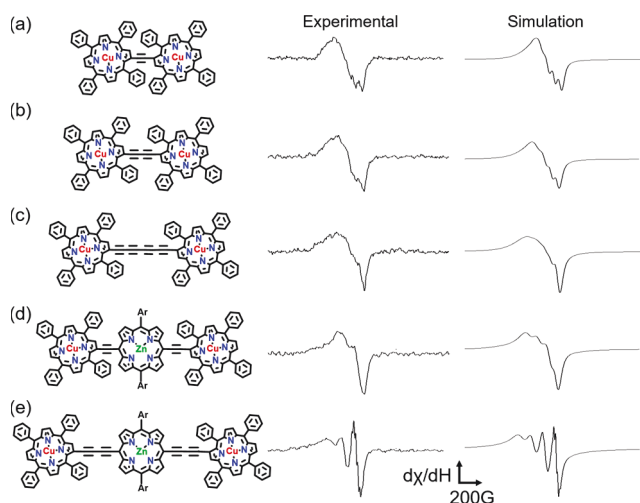 Experimental Simulation
(a)
Cu N N N N Cu N N N N
(b)
Cu N N N N Cu N N N N
(c)
Cu N N N N Cu N N N N
(d)
Ar
Cu N N N N Zn N N N N Cu N N N N
Ar
(e)
Ar
Cu N N N N Zn N N N N Cu N N N N
Ar
dχ/dH
200G